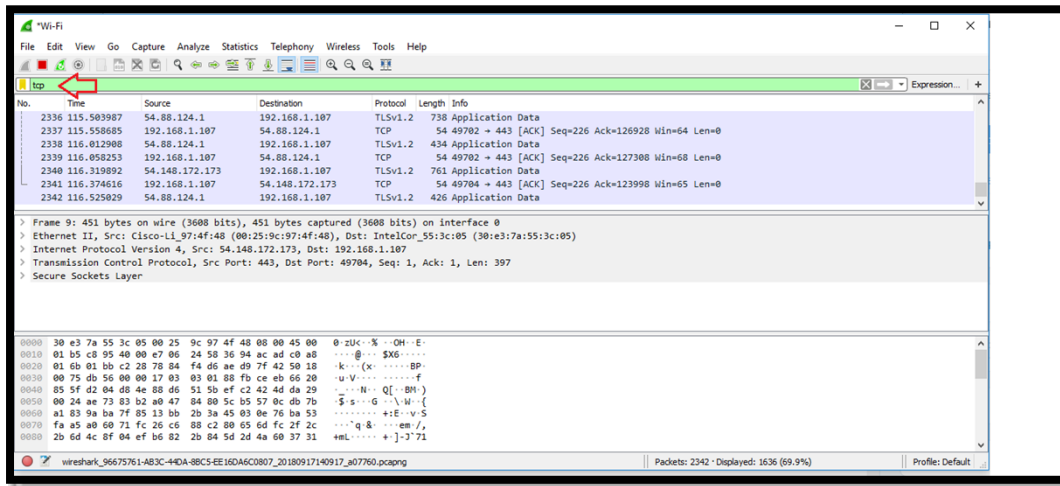 *Wi-Fi
File Edit View Go Capture Analyze Statistics Telephony Wireless Tools Help
tcp Expression... +
No. Time Source Destination Protocol Length Info
2336 115.503987 54.88.124.1 192.168.1.107 TLSv1.2 738 Application Data
2337 115.558685 192.168.1.107 54.88.124.1 TCP 54 49702 → 443 [ACK] Seq=226 Ack=126928 Win=64 Len=0
2338 116.012908 54.88.124.1 192.168.1.107 TLSv1.2 434 Application Data
2339 116.058253 192.168.1.107 54.88.124.1 TCP 54 49702 → 443 [ACK] Seq=226 Ack=127308 Win=68 Len=0
2340 116.319892 54.148.172.173 192.168.1.107 TLSv1.2 761 Application Data
2341 116.374616 192.168.1.107 54.148.172.173 TCP 54 49704 → 443 [ACK] Seq=226 Ack=123998 Win=65 Len=0
2342 116.525029 54.88.124.1 192.168.1.107 TLSv1.2 426 Application Data
> Frame 9: 451 bytes on wire (3608 bits), 451 bytes captured (3608 bits) on interface 0
> Ethernet II, Src: Cisco-Li_97:4f:48 (00:25:9c:97:4f:48), Dst: IntelCor_55:3c:05 (30:e3:7a:55:3c:05)
> Internet Protocol Version 4, Src: 54.148.172.173, Dst: 192.168.1.107
> Transmission Control Protocol, Src Port: 443, Dst Port: 49704, Seq: 1, Ack: 1, Len: 397
> Secure Sockets Layer
0000 30 e3 7a 55 3c 05 00 25 9c 97 4f 48 08 00 45 00 0·zU<··% ··OH··E·
0010 01 b5 c8 95 40 00 e7 06 24 58 36 94 ac ad c0 a8 ····@··· $X6·····
0020 01 6b 01 bb c2 28 78 84 f4 d6 ae d9 7f 42 50 18 ·k···(x· ·····BP·
0030 00 75 db 56 00 00 17 03 03 01 88 fb ce eb 66 20 ·u·V···· ······f
0040 85 5f d2 04 d8 4e 88 d6 51 5b ef c2 42 4d da 29 ·_···N·· Q[··BM·)
0050 00 24 ae 73 83 b2 a0 47 84 80 5c b5 57 0c db 7b ·$·s···G ··\·W··{
0060 a1 83 9a ba 7f 85 13 bb 2b 3a 45 03 0e 76 ba 53 ········ +:E··v·S
0070 fa a5 a0 60 71 fc 26 c6 88 c2 80 65 6d fc 2f 2c ···`q·&· ···em·/,
0080 2b 6d 4c 8f 04 ef b6 82 2b 84 5d 2d 4a 60 37 31 +mL····· +·]-J`71
wireshark_96675761-AB3C-44DA-8BC5-EE16DA6C0807_20180917140917_a07760.pcapng Packets: 2342 · Displayed: 1636 (69.9%) Profile: Default